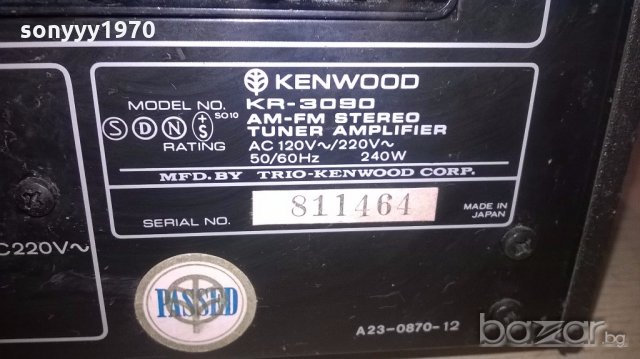 sonyyy1970
KENWOOD
MODEL NO. KR-3090
S D N +S SO10 AM-FM STEREO
TUNER AMPLIFIER
RATING AC 120V~/220V~
50/60Hz 240W
MFD. BY TRIO-KENWOOD CORP.
SERIAL NO. 811464 MADE IN
JAPAN
C220V~
PASSED
A23-0870-12
bazar.bg